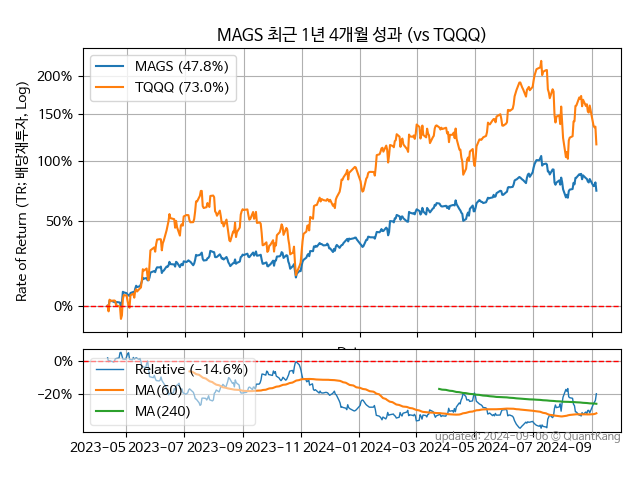 MAGS 최근 1년 4개월 성과 (vs TQQQ)
MAGS (47.8%)
TQQQ (73.0%)
200%
150%
100%
50%
0%
Rate of Return (TR: 배당재투자, Log)
0%
−20%
Relative (−14.6%)
MA(60)
MA(240)
updated: 2024-09-06 © QuantKang
2023−05 2023−07 2023−09 2023−11 2024−01 2024−03 2024−05 2024−07 2024−09